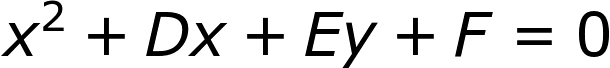 x² + Dx + Ey + F = 0